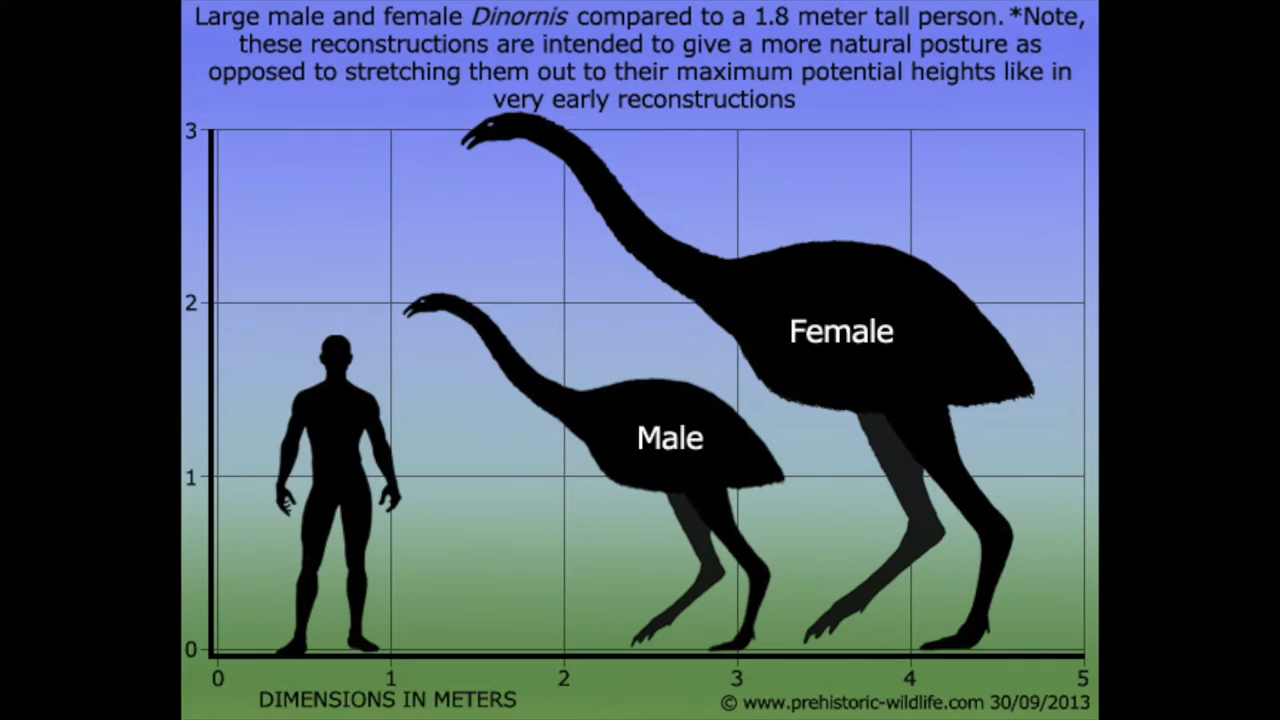 Large male and female Dinornis compared to a 1.8 meter tall person. *Note,
these reconstructions are intended to give a more natural posture as
opposed to stretching them out to their maximum potential heights like in
very early reconstructions
3
2
1
0
Female
Male
0 1 2 3 4 5
DIMENSIONS IN METERS
© www.prehistoric-wildlife.com 30/09/2013